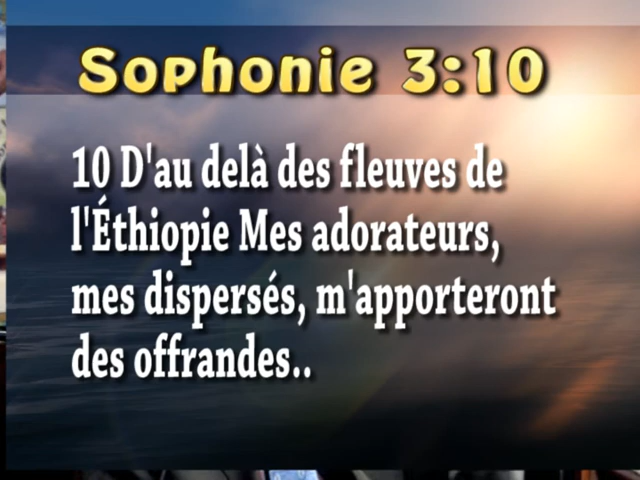 Sophonie 3:10
10 D'au delà des fleuves de
l'Éthiopie Mes adorateurs,
mes dispersés, m'apporteront
des offrandes..